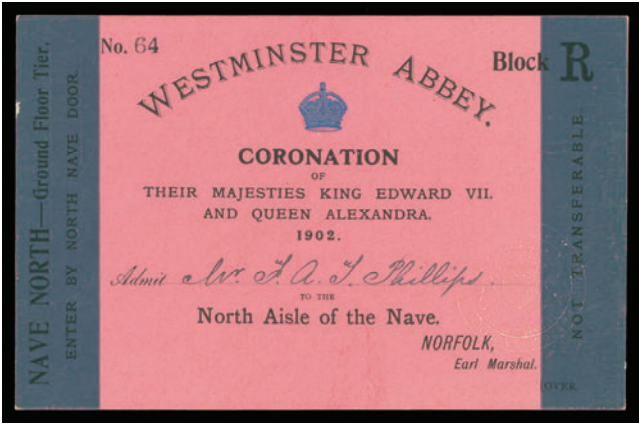 NAVE NORTH—Ground Floor Tier.
ENTER BY NORTH NAVE DOOR.
No. 64
Block R
WESTMINSTER ABBEY.
CORONATION
OF
THEIR MAJESTIES KING EDWARD VII.
AND QUEEN ALEXANDRA.
1902.
Admit Mr. F. A. F. Phillips.
TO THE
North Aisle of the Nave.
NORFOLK,
Earl Marshal.
OVER
NOT TRANSFERABLE.